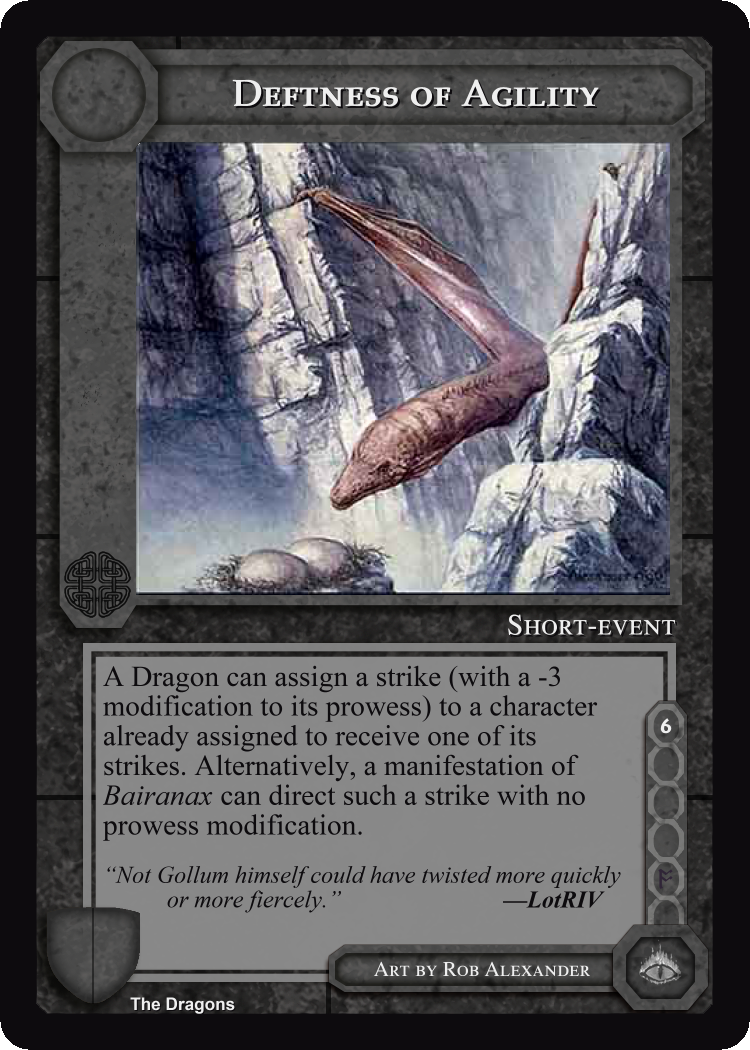 Deftness of Agility
Short-event
A Dragon can assign a strike (with a -3
modification to its prowess) to a character
already assigned to receive one of its
strikes. Alternatively, a manifestation of
Bairanax can direct such a strike with no
prowess modification.
6
“Not Gollum himself could have twisted more quickly
or more fiercely.” —LotRIV
Art by Rob Alexander
The Dragons